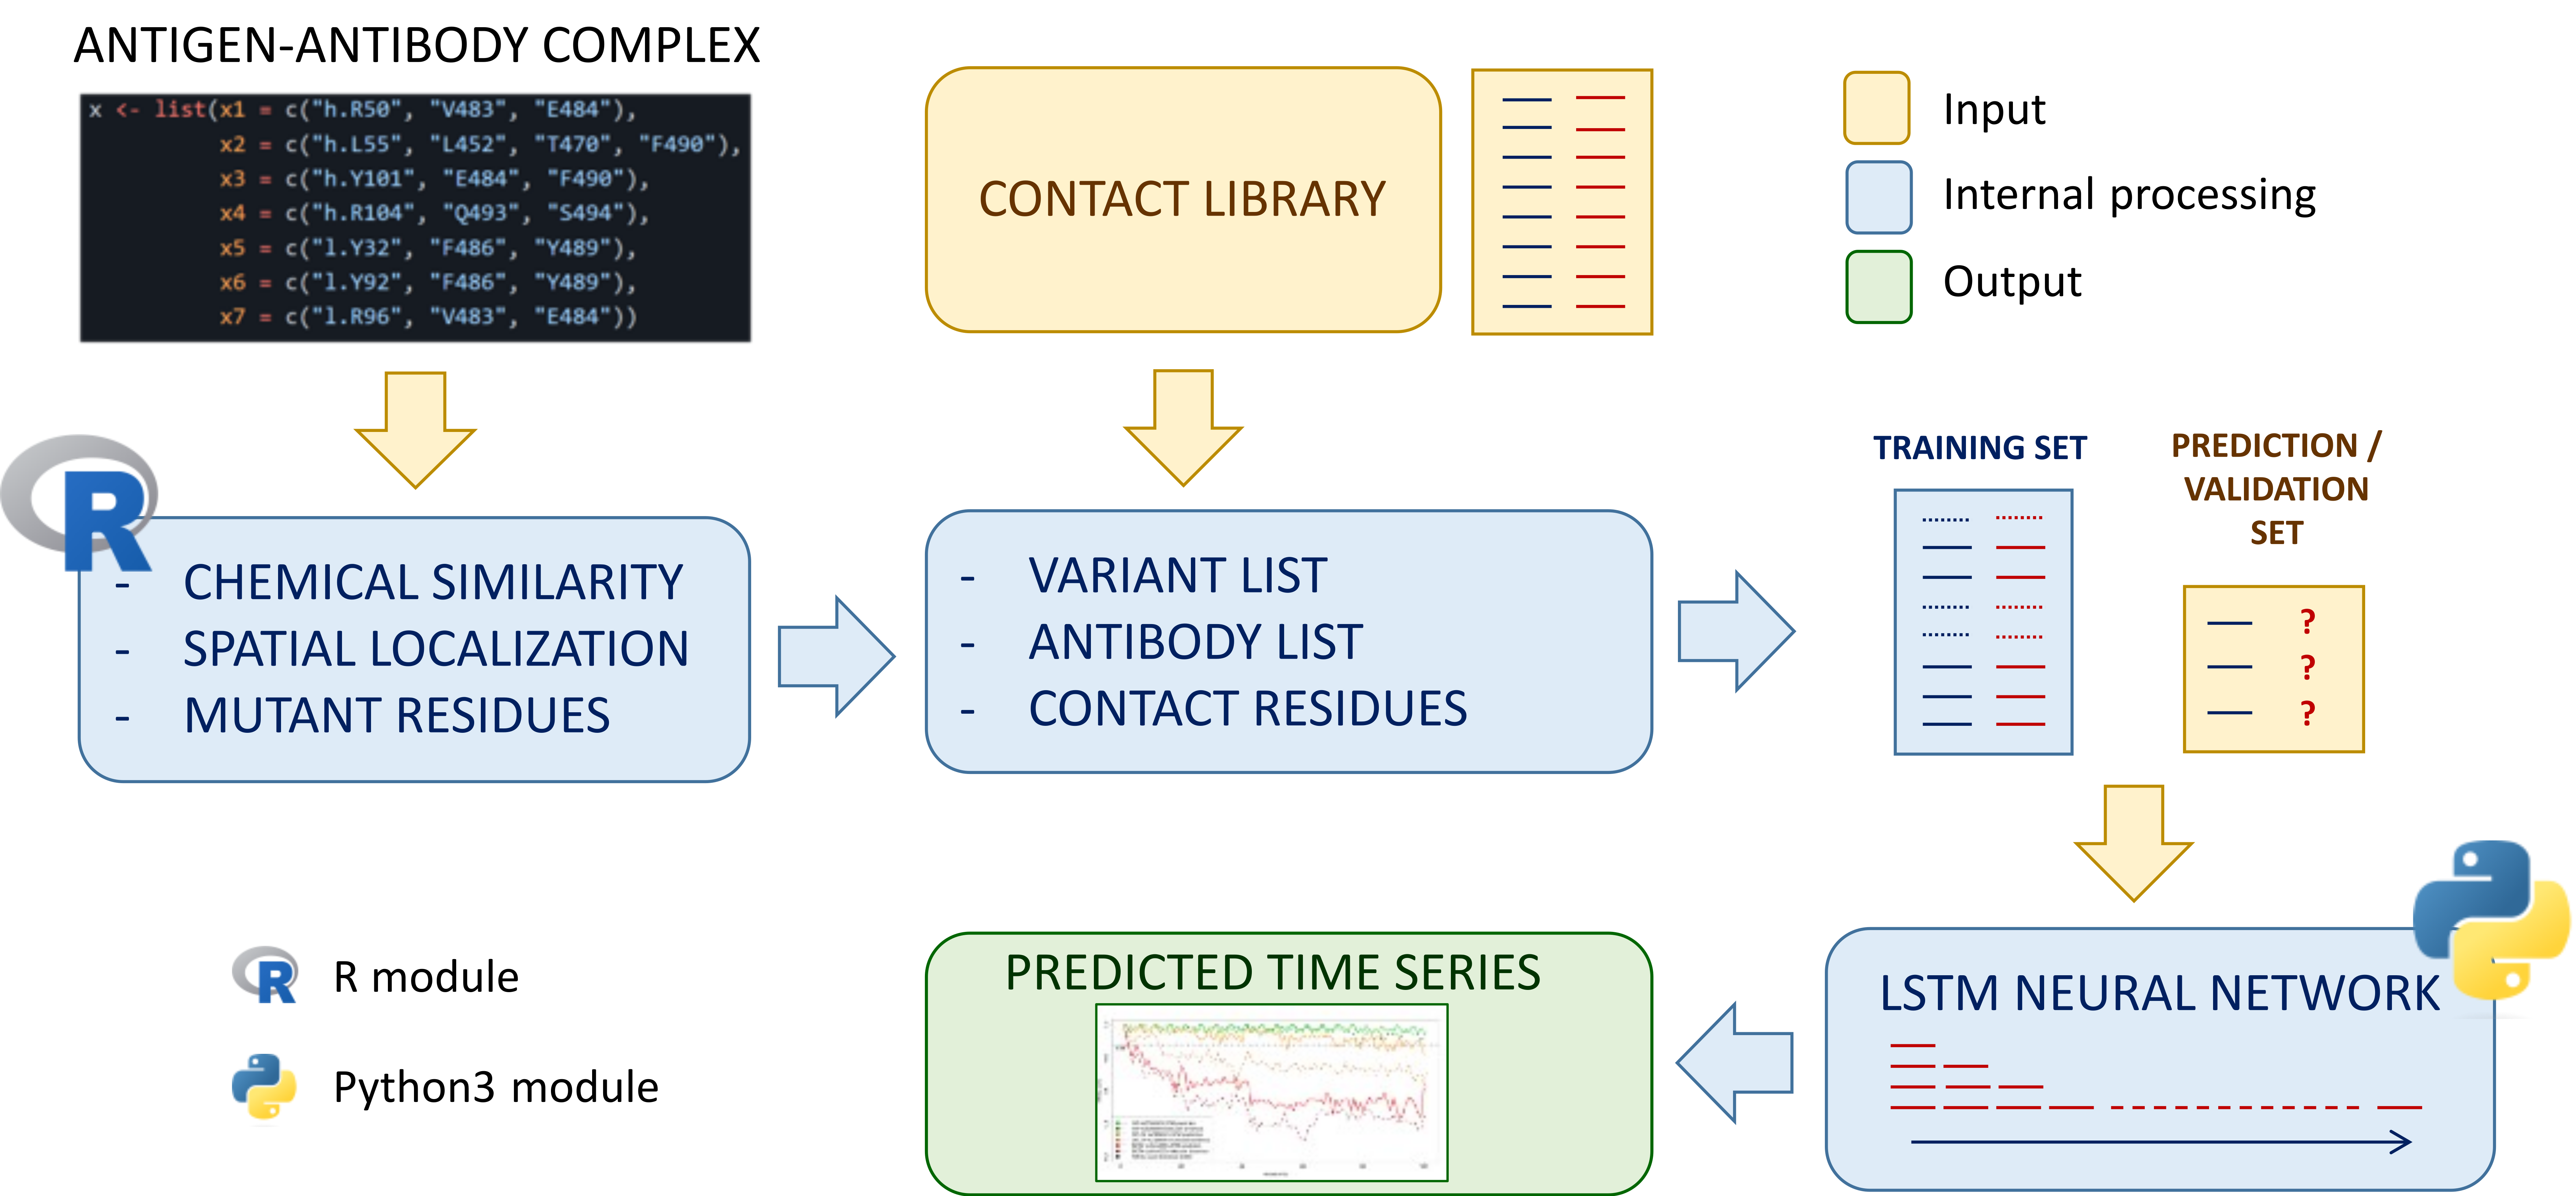 ANTIGEN-ANTIBODY COMPLEX
x <- list(x1 = c("h.R50", "V483", "E484"),
x2 = c("h.L55", "L452", "T470", "F490"),
x3 = c("h.Y101", "E484", "F490"),
x4 = c("h.R104", "Q493", "S494"),
x5 = c("l.Y32", "F486", "Y489"),
x6 = c("l.Y92", "F486", "Y489"),
x7 = c("l.R96", "V483", "E484"))
CONTACT LIBRARY
Input
Internal processing
Output
R
- CHEMICAL SIMILARITY
- SPATIAL LOCALIZATION
- MUTANT RESIDUES
- VARIANT LIST
- ANTIBODY LIST
- CONTACT RESIDUES
TRAINING SET
PREDICTION /
VALIDATION
SET
?
?
?
R
R module
Python3 module
PREDICTED TIME SERIES
LSTM NEURAL NETWORK